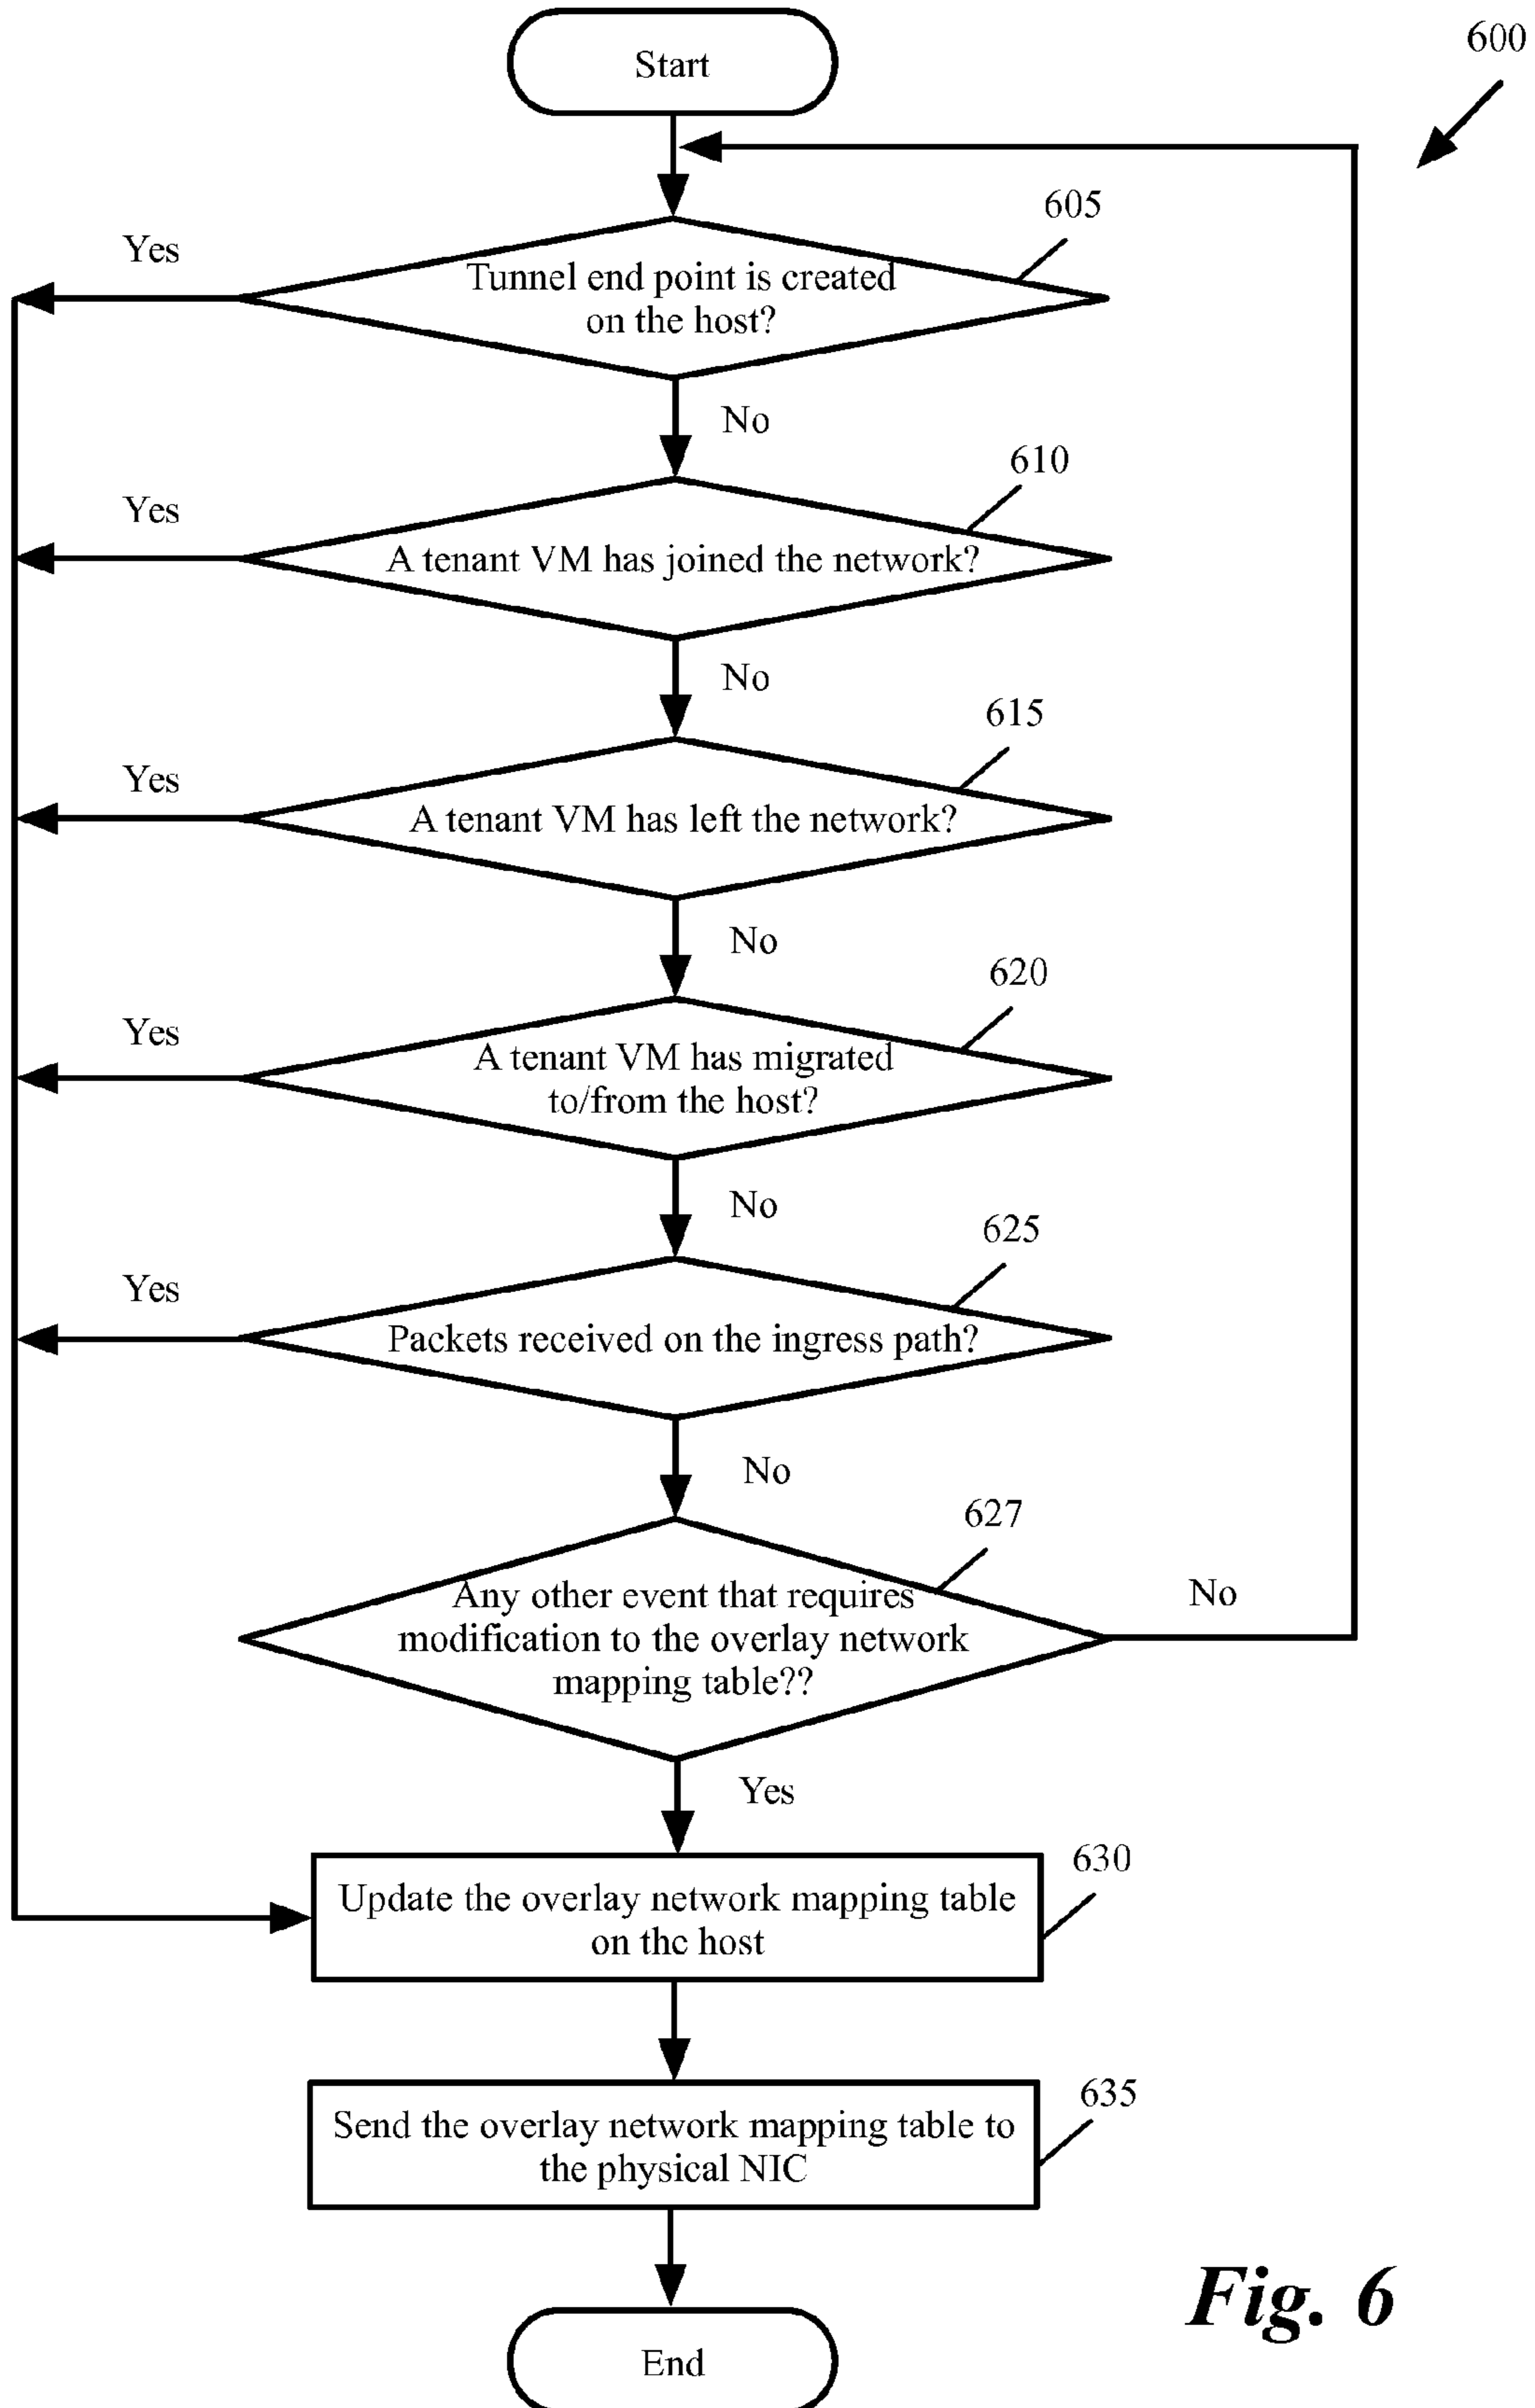 Start
600
605
Yes
Tunnel end point is created
on the host?
No
610
Yes
A tenant VM has joined the network?
No
615
Yes
A tenant VM has left the network?
No
620
Yes
A tenant VM has migrated
to/from the host?
No
625
Yes
Packets received on the ingress path?
No
627
Any other event that requires
modification to the overlay network
mapping table??
No
Yes
630
Update the overlay network mapping table
on the host
635
Send the overlay network mapping table to
the physical NIC
Fig. 6
End